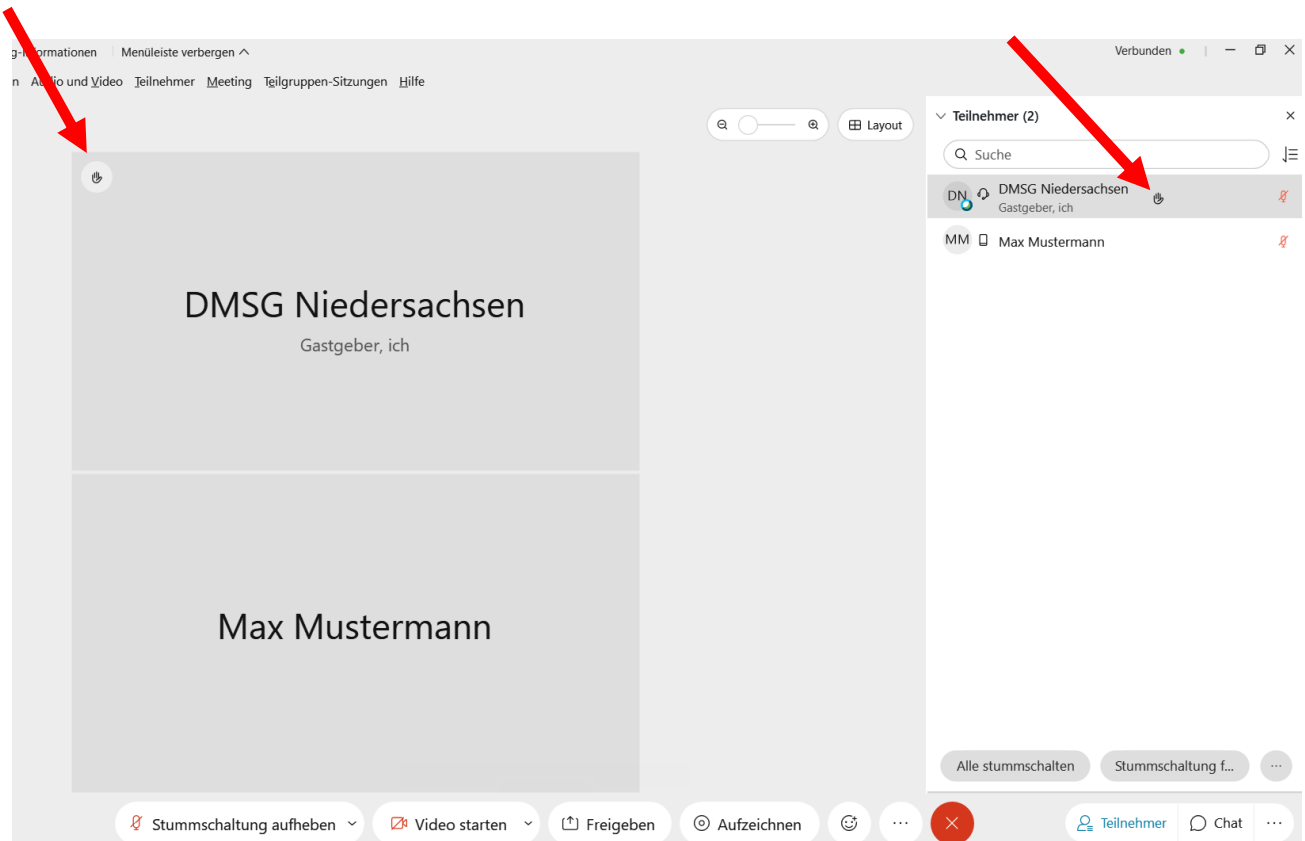 g-Informationen Menüleiste verbergen
Verbunden
Audio und Video Teilnehmer Meeting Teilgruppen-Sitzungen Hilfe
Layout
Teilnehmer (2)
Suche
DN DMSG Niedersachsen
Gastgeber, ich
MM Max Mustermann
DMSG Niedersachsen
Gastgeber, ich
Max Mustermann
Alle stummschalten Stummschaltung f... ...
Stummschaltung aufheben Video starten Freigeben Aufzeichnen ... Teilnehmer Chat ...